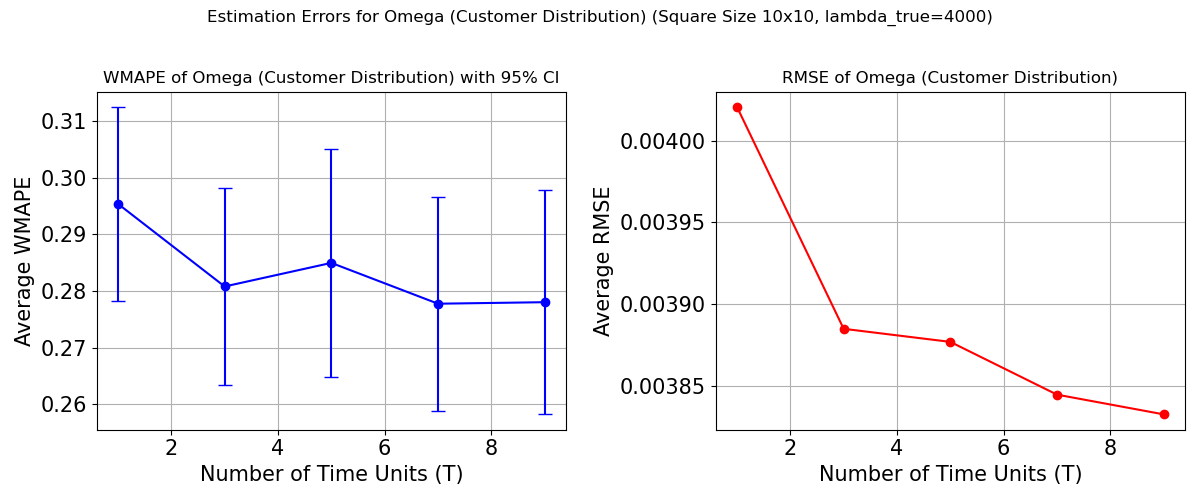 Estimation Errors for Omega (Customer Distribution) (Square Size 10x10, lambda_true=4000)
WMAPE of Omega (Customer Distribution) with 95% CI
Average WMAPE
0.31
0.30
0.29
0.28
0.27
0.26
2 4 6 8
Number of Time Units (T)
RMSE of Omega (Customer Distribution)
Average RMSE
0.00400
0.00395
0.00390
0.00385
2 4 6 8
Number of Time Units (T)